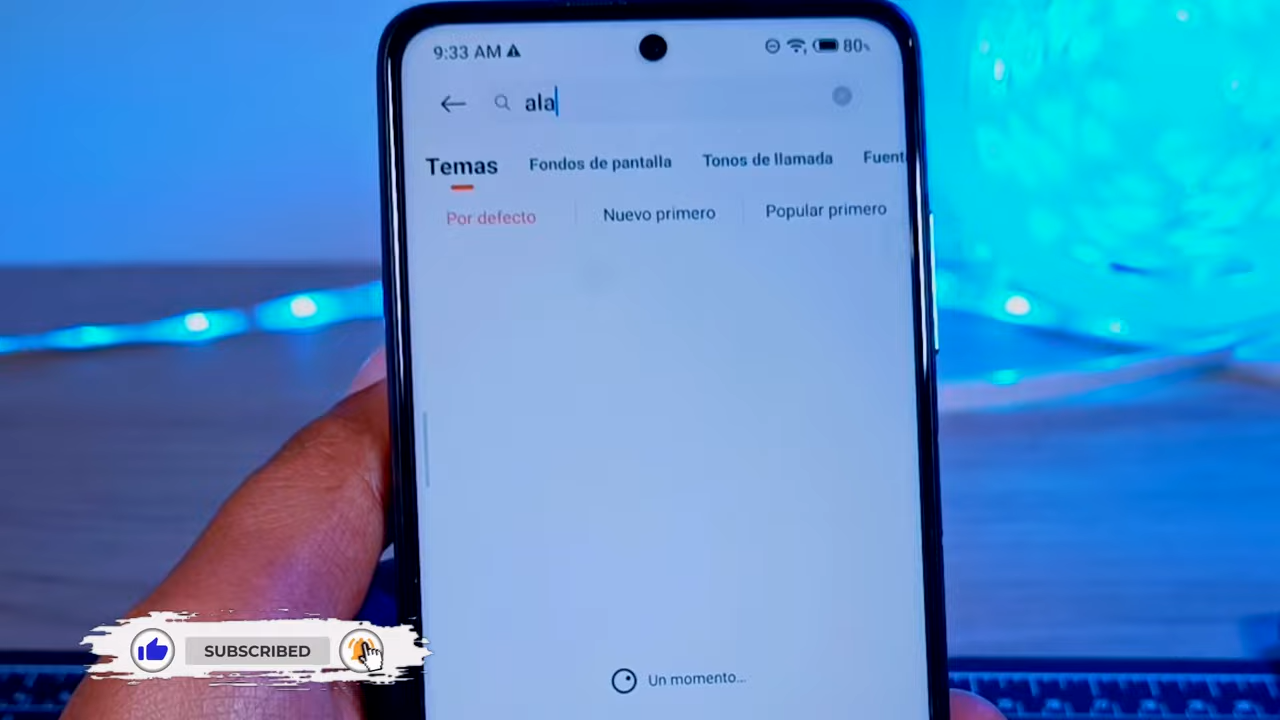 9:33 AM
80%
ala
Temas Fondos de pantalla Tonos de llamada Fuent
Por defecto Nuevo primero Popular primero
Un momento...
SUBSCRIBED